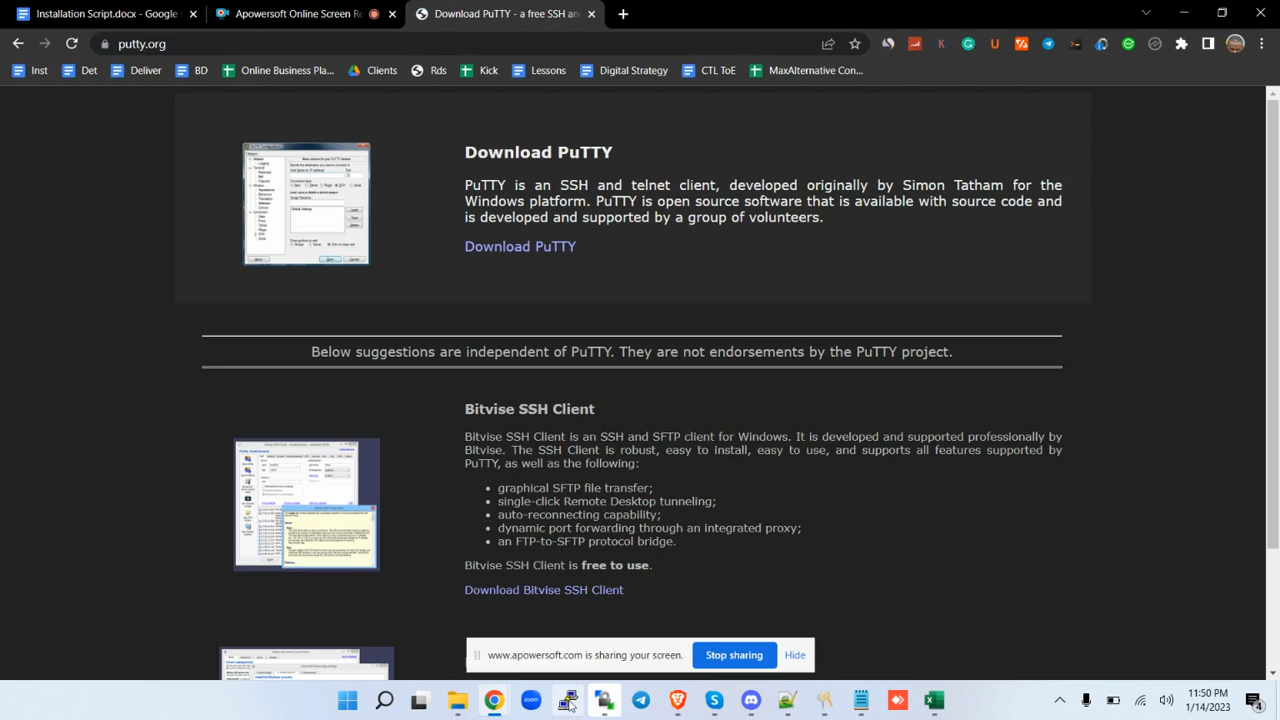 Installation Script.docx - Google
Apowersoft Online Screen Re
Download PuTTY - a free SSH and
putty.org
Inst
Det
Deliver
BD
Online Business Plu...
Clients
Rds
Kick
Lessons
Digital Strategy
CTL ToE
MaxAlternative Con...
Download PuTTY
PuTTY is an SSH and telnet client, developed originally by Simon Tatham for the
Windows platform. PuTTY is open source software that is available with source code and
is developed and supported by a group of volunteers.
Download PuTTY
Below suggestions are independent of PuTTY. They are not endorsements by the PuTTY project.
Bitvise SSH Client
Bitvise SSH Client is an SSH and SFTP client for Windows. It is developed and supported professionally by
Bitvise. The SSH Client is robust, easy to install, easy to use, and supports all features supported by
PuTTY, as well as the following:
graphical SFTP file transfer;
single-click Remote Desktop tunneling;
auto-reconnecting capability;
dynamic port forwarding through an integrated proxy;
an FTP-to-SFTP protocol bridge.
Bitvise SSH Client is free to use.
Download Bitvise SSH Client
www.apowersoft.com is sharing your screen.
Stop sharing
Hide
zoom
11:50 PM
1/14/2023
4